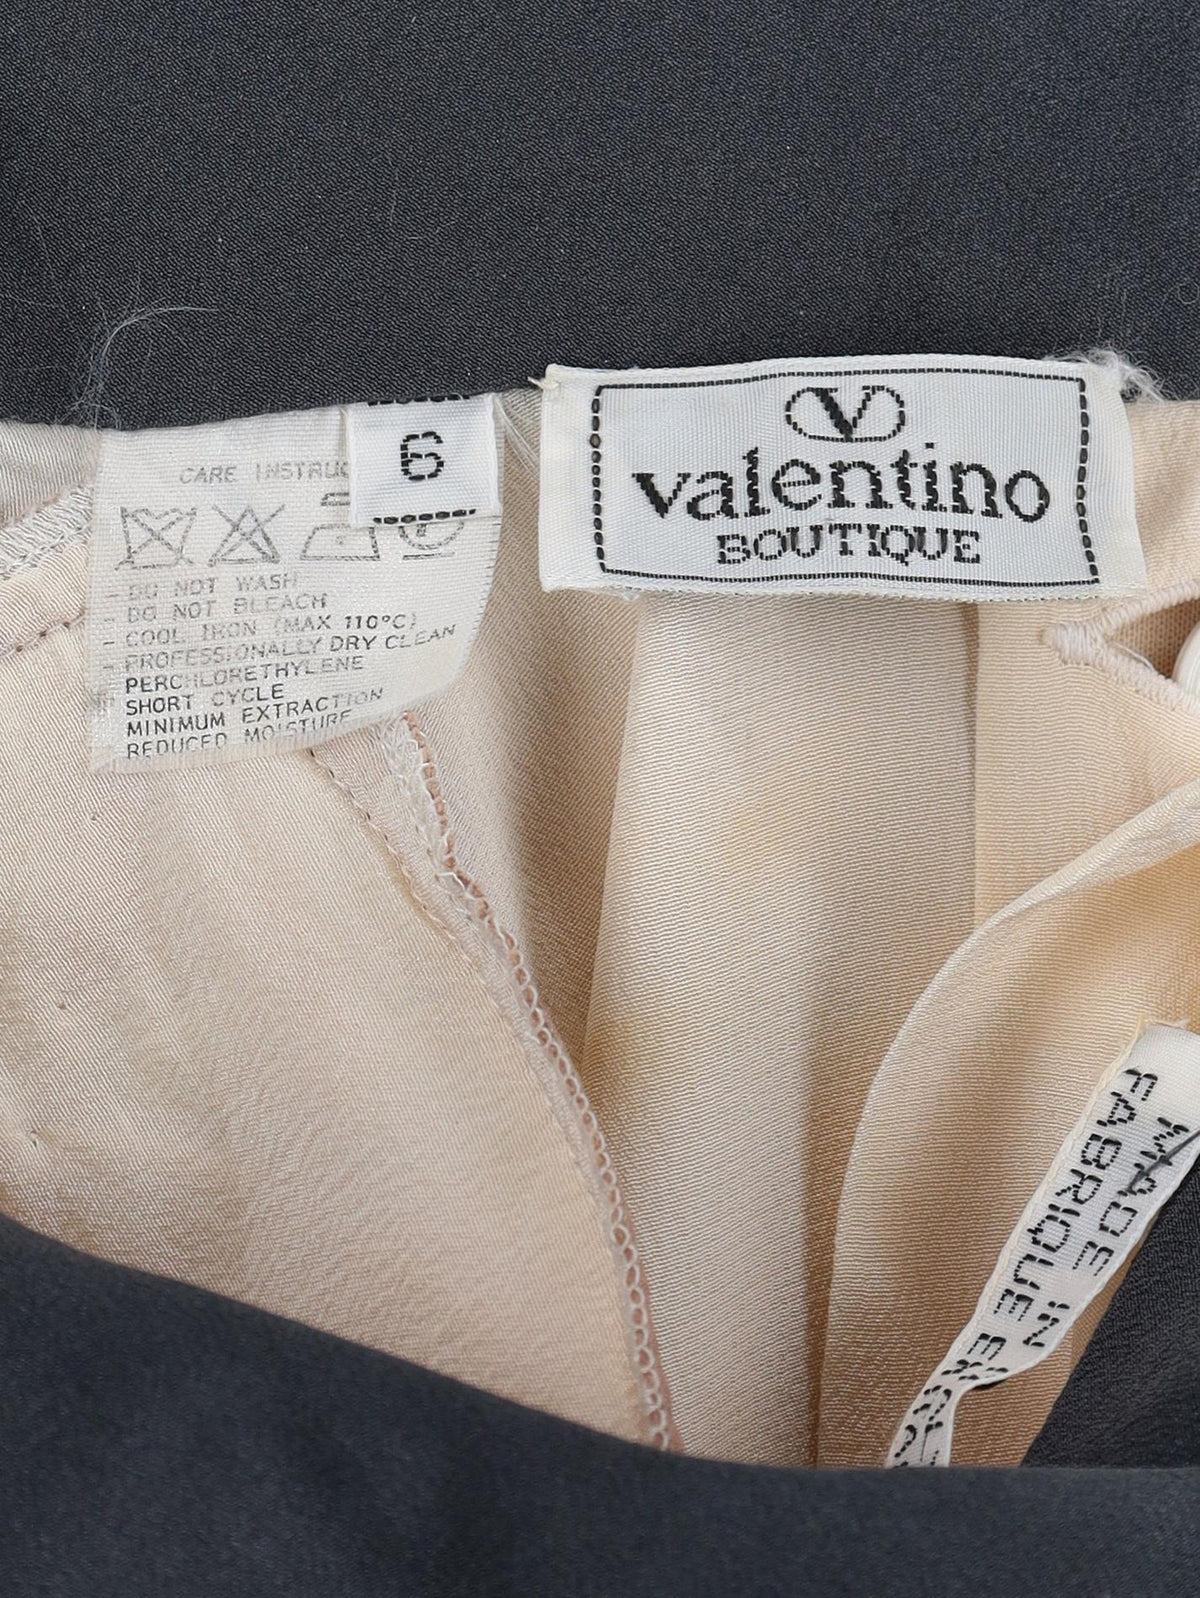 CARE INSTRUC
6
- DO NOT WASH
- DO NOT BLEACH
- COOL IRON (MAX 110°C)
- PROFESSIONALLY DRY CLEAN
PERCHLORETHYLENE
SHORT CYCLE
MINIMUM EXTRACTION
REDUCED MOISTURE
V
valentino
BOUTIQUE
MADE IN
FABRIQUE EN